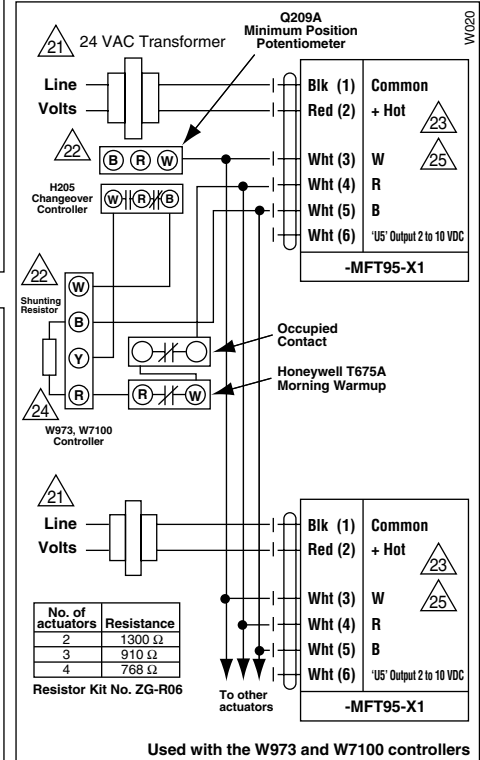 W020
Q209A
Minimum Position
Potentiometer
21
24 VAC Transformer
Line
Volts
Blk (1) Common
Red (2) + Hot
23
22
B R W
Wht (3) W
25
H205
Changeover
Controller
W R B
Wht (4) R
Wht (5) B
Wht (6) 'U5' Output 2 to 10 VDC
-MFT95-X1
22
Shunting
Resistor
W
B
Y
R
24
W973, W7100
Controller
Occupied
Contact
Honeywell T675A
Morning Warmup
R W
21
Line
Volts
Blk (1) Common
Red (2) + Hot
23
Wht (3) W
25
Wht (4) R
Wht (5) B
Wht (6) 'U5' Output 2 to 10 VDC
-MFT95-X1
No. of
actuators Resistance
2 1300 Ω
3 910 Ω
4 768 Ω
Resistor Kit No. ZG-R06
To other
actuators
Used with the W973 and W7100 controllers